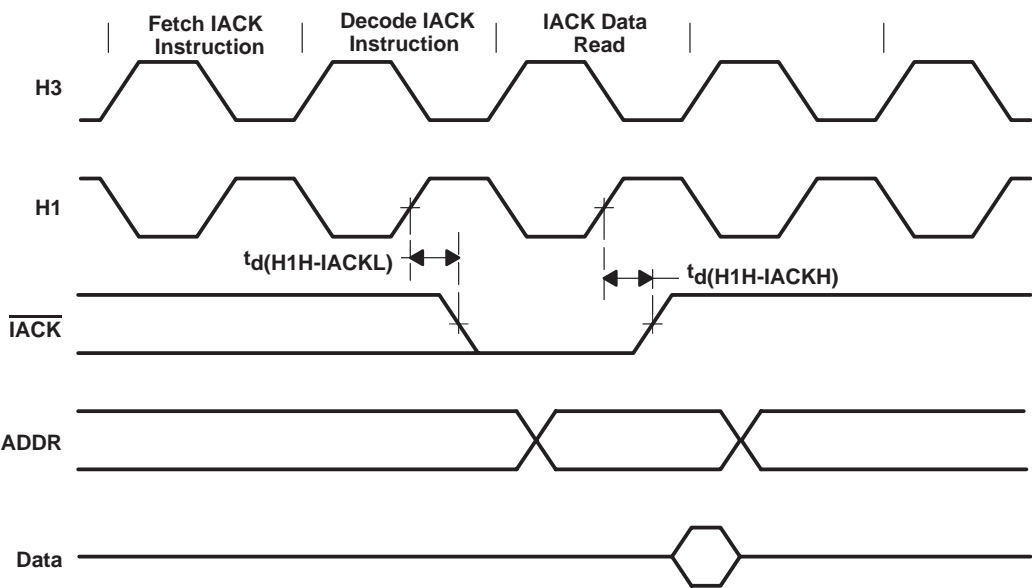 Fetch IACK
Instruction
Decode IACK
Instruction
IACK Data
Read
H3
H1
td(H1H-IACKL)
td(H1H-IACKH)
IACK
ADDR
Data